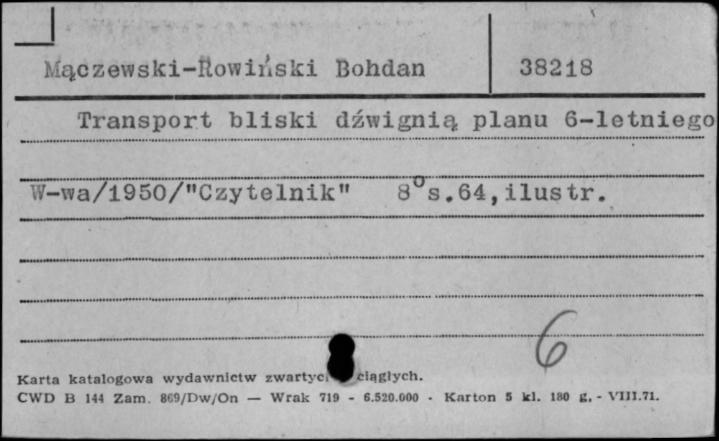 Mączewski-Rowiński Bohdan 38218
Transport bliski dźwignią planu 6-letniego
W-wa/1950/"Czytelnik" 8° s.64,ilustr.
6
Karta katalogowa wydawnictw ciągłych.
CWD B 144 Zam. 869/Dw/On — Wrak 719 - 6.520.000 - Karton 5 kl. 180 g. - VIII.71.